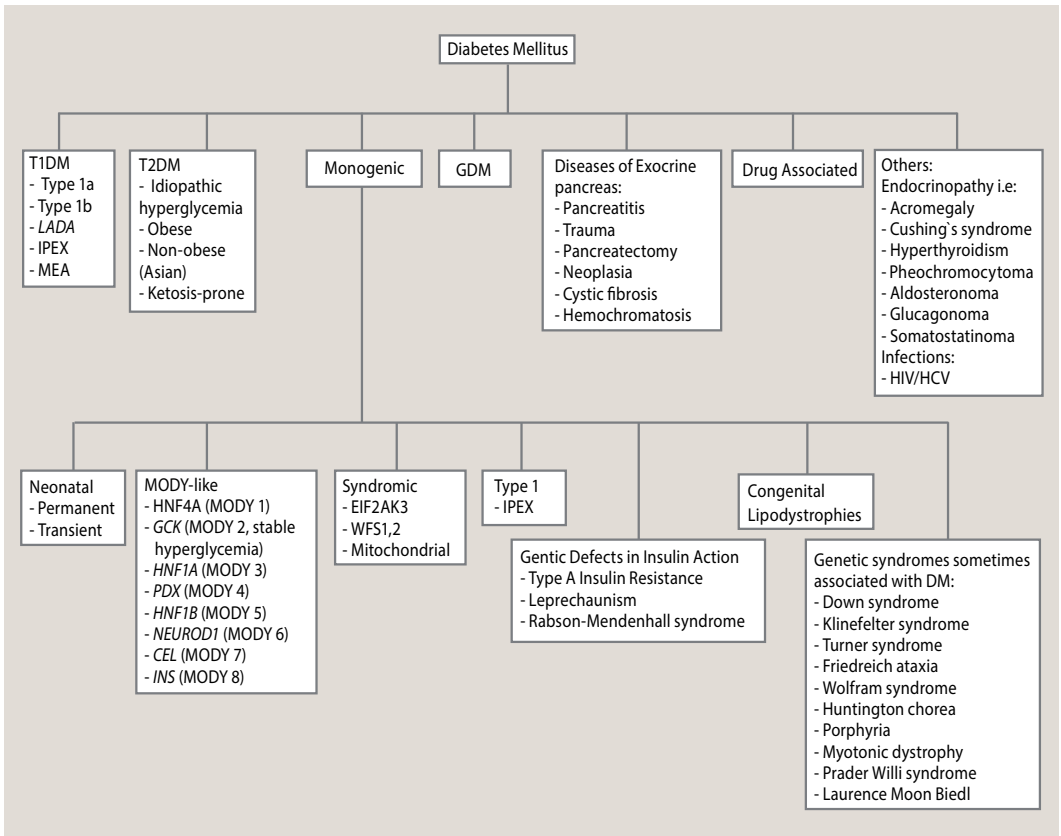 Diabetes Mellitus
T1DM
- Type 1a
- Type 1b
- LADA
- IPEX
- MEA
T2DM
- Idiopathic
hyperglycemia
- Obese
- Non-obese
(Asian)
- Ketosis-prone
Monogenic
GDM
Diseases of Exocrine
pancreas:
- Pancreatitis
- Trauma
- Pancreatectomy
- Neoplasia
- Cystic fibrosis
- Hemochromatosis
Drug Associated
Others:
Endocrinopathy i.e:
- Acromegaly
- Cushing`s syndrome
- Hyperthyroidism
- Pheochromocytoma
- Aldosteronoma
- Glucagonoma
- Somatostatinoma
Infections:
- HIV/HCV
Neonatal
- Permanent
- Transient
MODY-like
- HNF4A (MODY 1)
- GCK (MODY 2, stable
hyperglycemia)
- HNF1A (MODY 3)
- PDX (MODY 4)
- HNF1B (MODY 5)
- NEUROD1 (MODY 6)
- CEL (MODY 7)
- INS (MODY 8)
Syndromic
- EIF2AK3
- WFS1,2
- Mitochondrial
Type 1
- IPEX
Gentic Defects in Insulin Action
- Type A Insulin Resistance
- Leprechaunism
- Rabson-Mendenhall syndrome
Congenital
Lipodystrophies
Genetic syndromes sometimes
associated with DM:
- Down syndrome
- Klinefelter syndrome
- Turner syndrome
- Friedreich ataxia
- Wolfram syndrome
- Huntington chorea
- Porphyria
- Myotonic dystrophy
- Prader Willi syndrome
- Laurence Moon Biedl